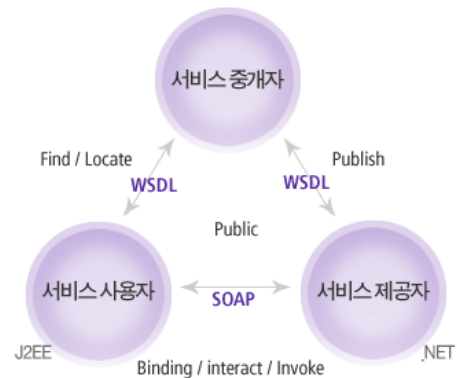 서비스 중개자
Find / Locate
Publish
WSDL
WSDL
Public
서비스 사용자
서비스 제공자
SOAP
J2EE
.NET
Binding / interact / Invoke